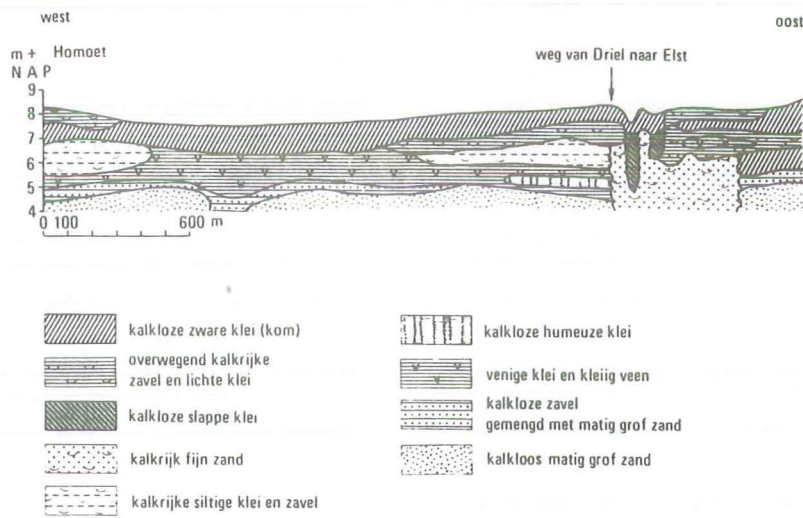 west
oost
m +  Homoet
N A P
weg van Driel naar Elst
9
8
7
6
5
4
0 100 600 m
kalkloze zware klei (kom)
overwegend kalkrijke
zavel en lichte klei
kalkloze slappe klei
kalkrijk fijn zand
kalkrijke siltige klei en zavel
kalkloze humeuze klei
venige klei en kleiig veen
kalkloze zavel
gemengd met matig grof zand
kalkloos matig grof zand